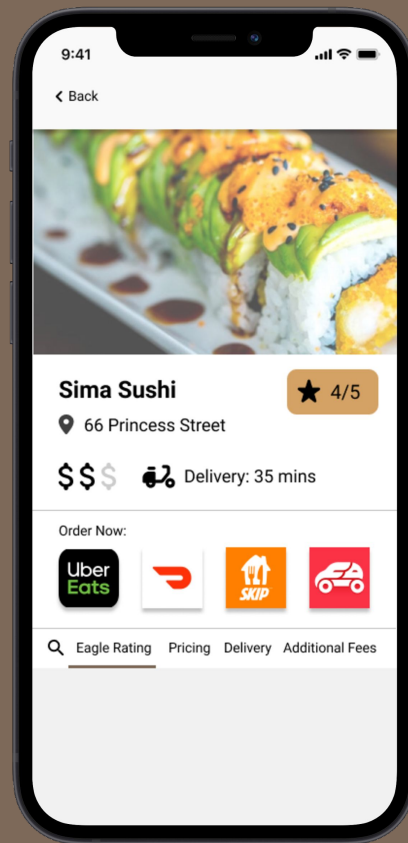 9:41
Back
Sima Sushi
4/5
66 Princess Street
$$$
Delivery: 35 mins
Order Now:
Uber
Eats
SKIP
Eagle Rating Pricing Delivery Additional Fees